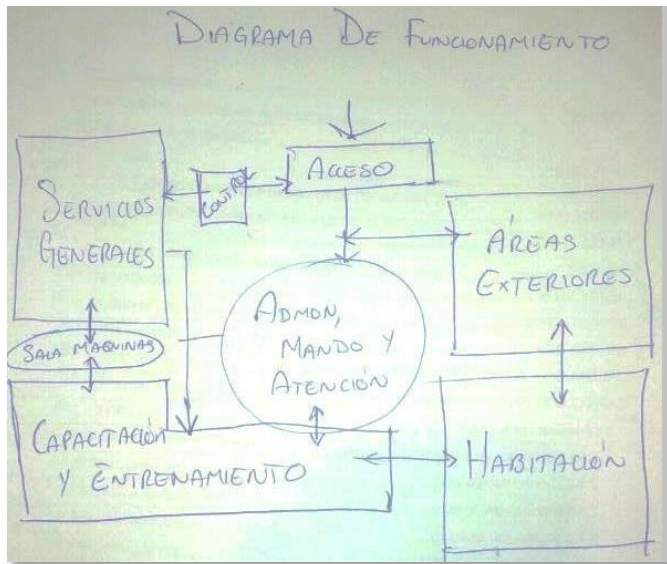 DIAGRAMA DE FUNCIONAMIENTO
ACCESO
CONTROL
SERVICIOS
GENERALES
ÁREAS
EXTERIORES
ADMON,
MANDO Y
ATENCIÓN
SALA MAQUINAS
CAPACITACIÓN
Y ENTRENAMIENTO
HABITACIÓN